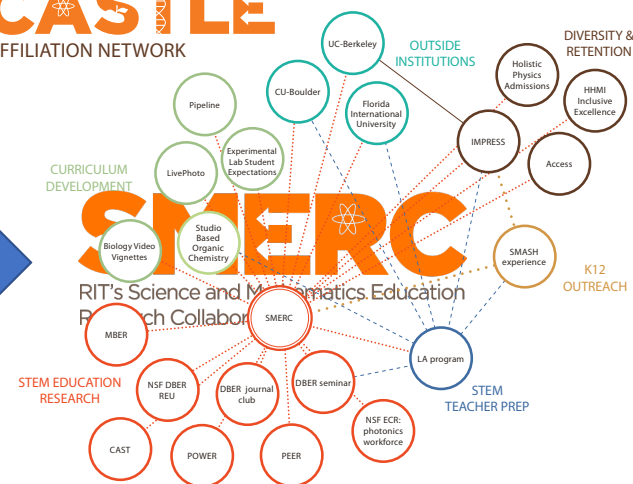 CASTLE
FFILIATION NETWORK
UC-Berkeley
OUTSIDE
INSTITUTIONS
DIVERSITY &
RETENTION
Holistic
Physics
Admissions
HHMI
Inclusive
Excellence
CU-Boulder
Florida
International
University
Pipeline
IMPRESS
Access
Experimental
Lab Student
Expectations
CURRICULUM
DEVELOPMENT
LivePhoto
SMERC
Studio
Based
Organic
Chemistry
Biology Video
Vignettes
SMASH
experience
K12
OUTREACH
RIT's Science and Mathematics Education
SMERC
MBER
LA program
STEM EDUCATION
RESEARCH
NSF DBER
REU
DBER journal
club
DBER seminar
STEM
TEACHER PREP
NSF ECR:
photonics
workforce
CAST
POWER
PEER